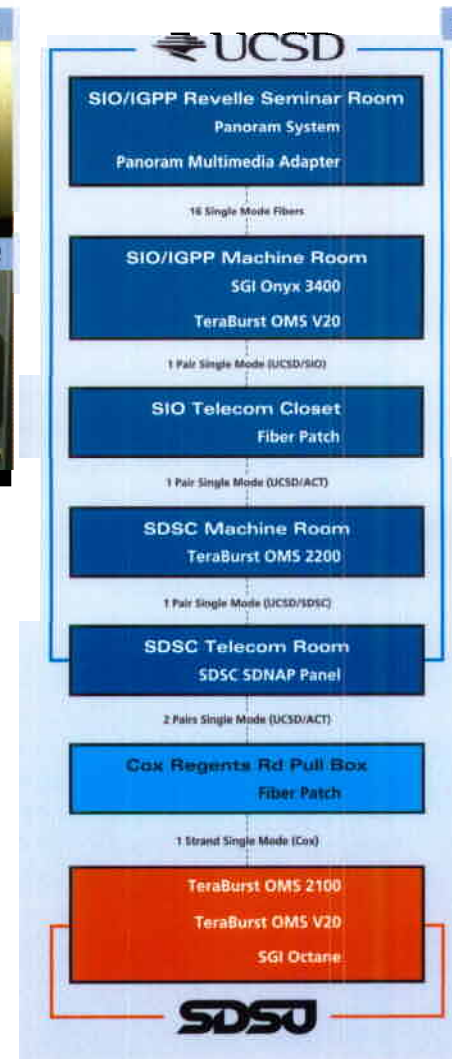 UCSD
SIO/IGPP Revelle Seminar Room
Panoram System
Panoram Multimedia Adapter
16 Single Mode Fibers
SIO/IGPP Machine Room
SGI Onyx 3400
TeraBurst OMS V20
1 Pair Single Mode (UCSD/SIO)
SIO Telecom Closet
Fiber Patch
1 Pair Single Mode (UCSD/ACT)
SDSC Machine Room
TeraBurst OMS 2200
1 Pair Single Mode (UCSD/SDSC)
SDSC Telecom Room
SDSC SDNAP Panel
2 Pairs Single Mode (UCSD/ACT)
Cox Regents Rd Pull Box
Fiber Patch
1 Strand Single Mode (Cox)
TeraBurst OMS 2100
TeraBurst OMS V20
SGI Octane
SDSU